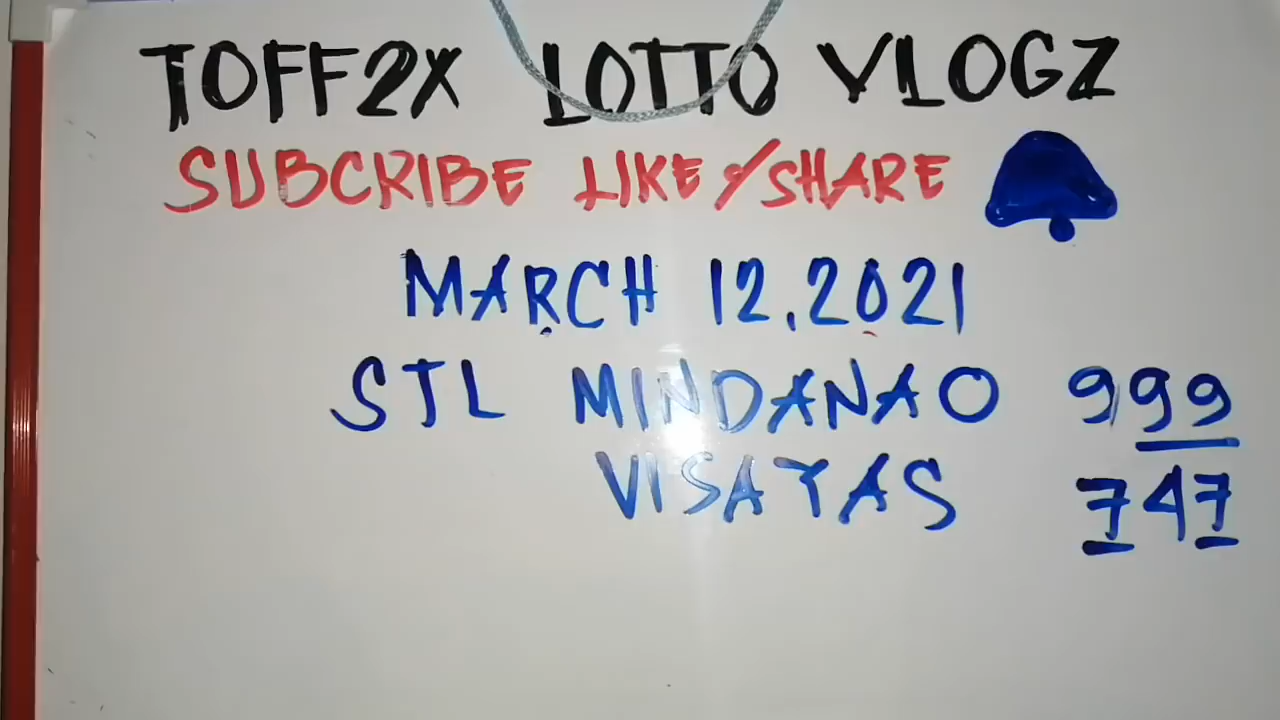 TOFF2X LOTTO VLOGZ
SUBCRIBE LIKE/SHARE
MARCH 12.2021
STL MINDANAO 999
VISAYAS 747